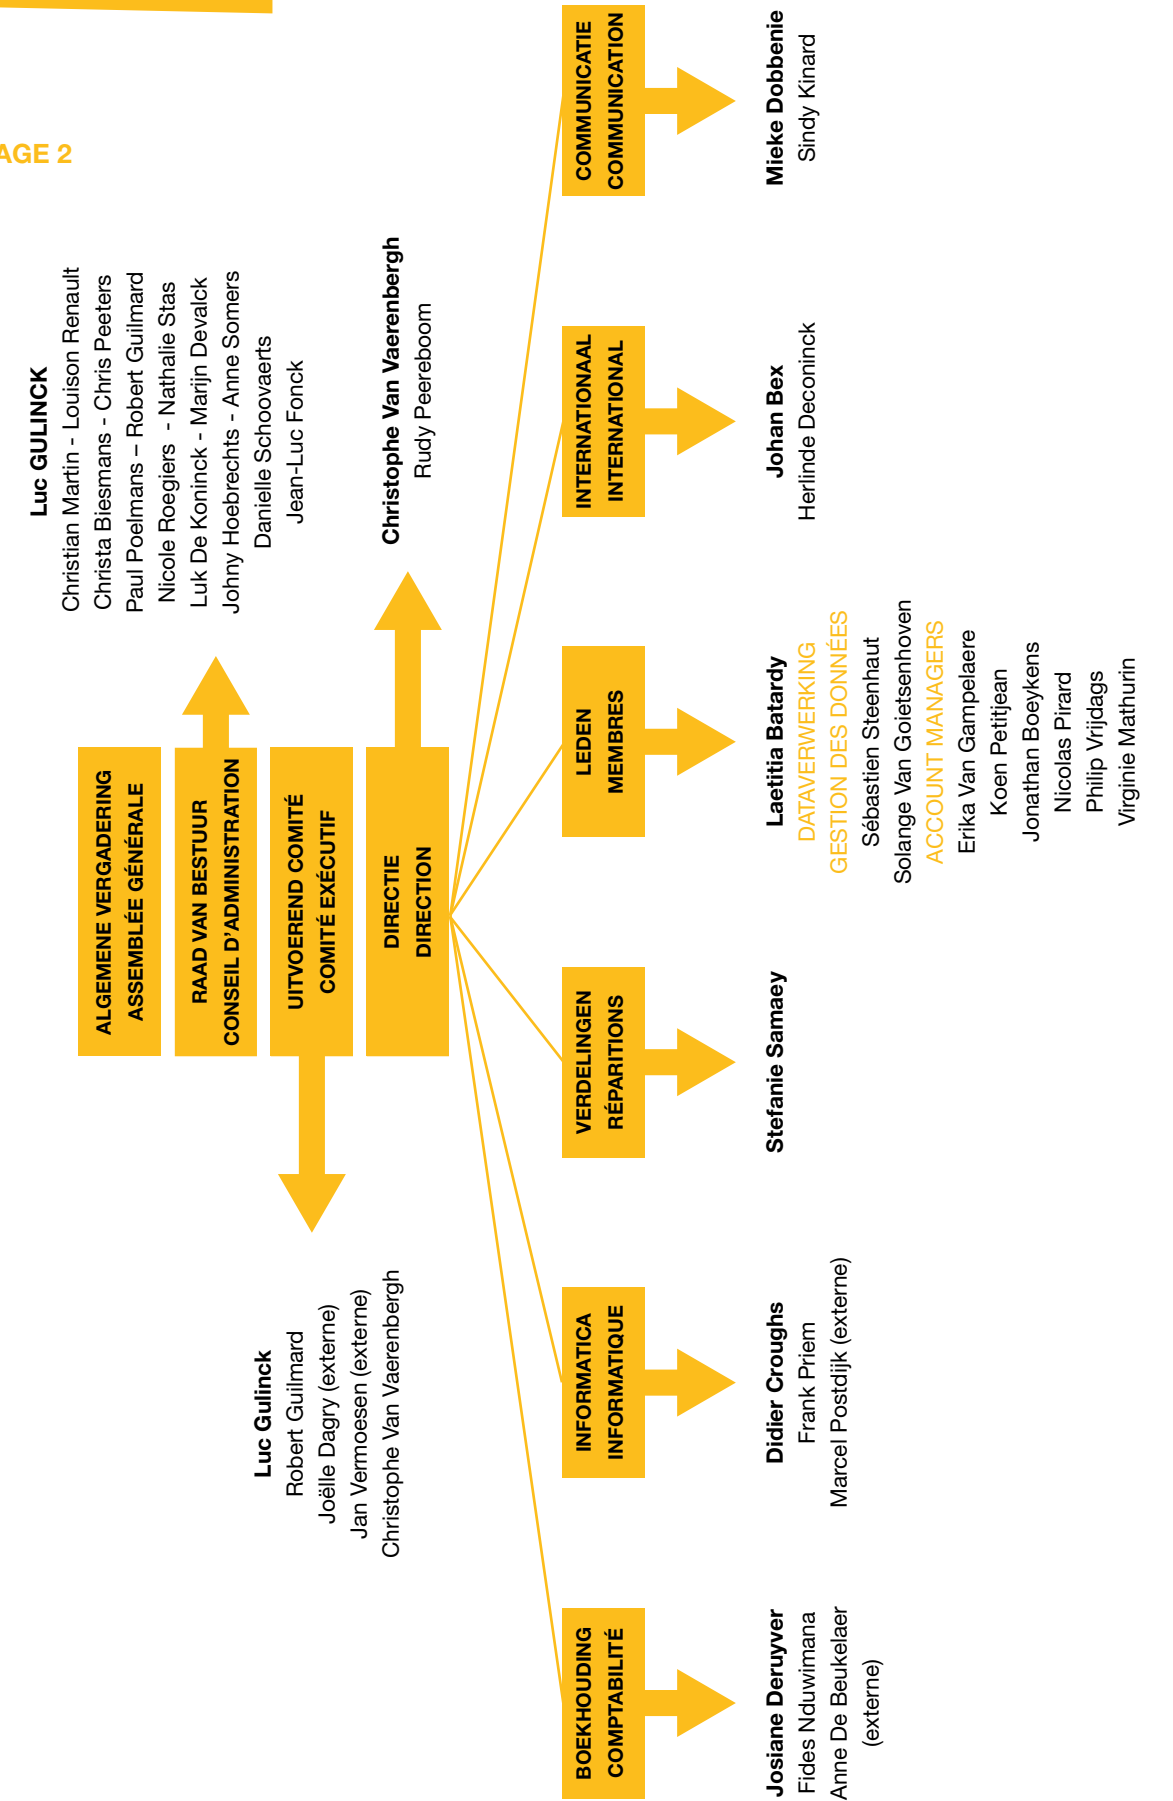 AGE 2
ALGEMENE VERGADERING
ASSEMBLÉE GÉNÉRALE
RAAD VAN BESTUUR
CONSEIL D'ADMINISTRATION
Luc GULINCK
Christian Martin - Louison Renault
Christa Biesmans - Chris Peeters
Paul Poelmans – Robert Guilmard
Nicole Roegiers - Nathalie Stas
Luk De Koninck - Marijn Devalck
Johny Hoebrechts - Anne Somers
Danielle Schoovaerts
Jean-Luc Fonck
UITVOEREND COMITÉ
COMITÉ EXÉCUTIF
Luc Gulinck
Robert Guilmard
Joëlle Dagry (externe)
Jan Vermoesen (externe)
Christophe Van Vaerenbergh
DIRECTIE
DIRECTION
Christophe Van Vaerenbergh
Rudy Peereboom
BOEKHOUDING
COMPTABILITÉ
Josiane Deruyver
Fides Nduwimana
Anne De Beukelaer
(externe)
INFORMATICA
INFORMATIQUE
Didier Croughs
Frank Priem
Marcel Postdijk (externe)
VERDELINGEN
RÉPARITIONS
Stefanie Samaey
LEDEN
MEMBRES
Laetitia Batardy
DATAVERWERKING
GESTION DES DONNÉES
Sébastien Steenhaut
Solange Van Goietsenhoven
ACCOUNT MANAGERS
Erika Van Gampelaere
Koen Petitjean
Jonathan Boeykens
Nicolas Pirard
Philip Vrijdags
Virginie Mathurin
INTERNATIONAAL
INTERNATIONAL
Johan Bex
Herlinde Deconinck
COMMUNICATIE
COMMUNICATION
Mieke Dobbenie
Sindy Kinard